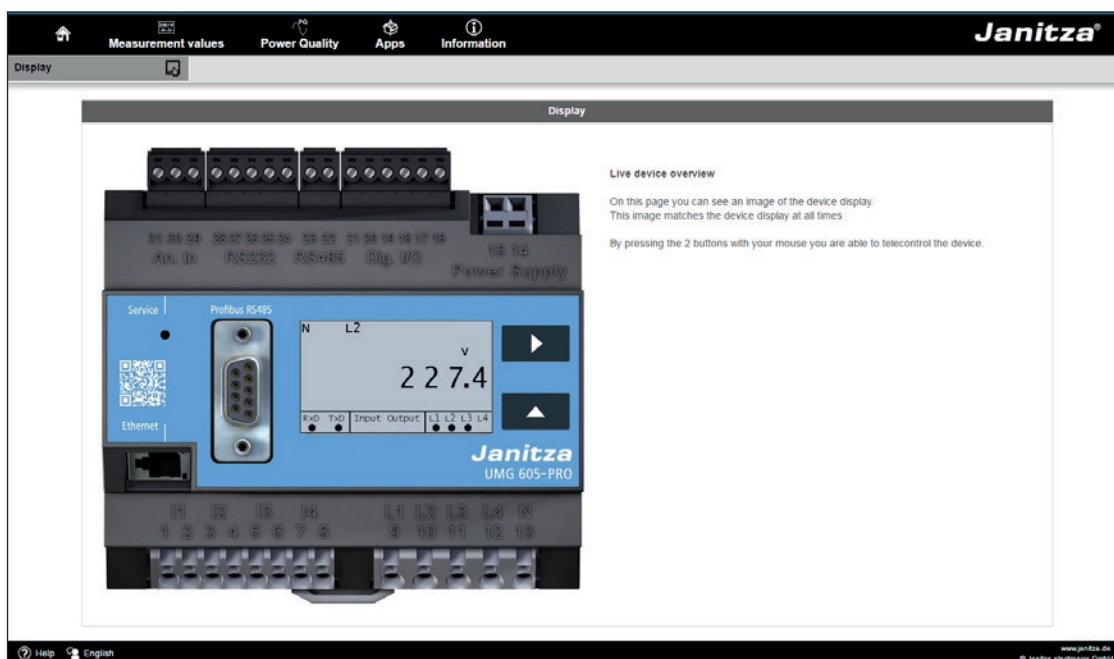 Measurement values
Power Quality
Apps
Information
Janitza®
Display
Display
Live device overview
On this page you can see an image of the device display.
This image matches the device display at all times
By pressing the 2 buttons with your mouse you are able to telecontrol the device.
31 30 29 28 27 26 25 24 23 22 21 20 19 18 17 16
An. In RS232 RS485 Dig. I/O
15 14
Power Supply
Service
Profibus RS485
N L2
V
227.4
RxD TxD Input Output L1 L2 L3 L4
Ethernet
Janitza
UMG 605-PRO
I1 I2 I3 I4 L1 L2 L3 L4 N
1 2 3 4 5 6 7 8 9 10 11 12 13
Help English
www.janitza.de
© Janitza electronics GmbH